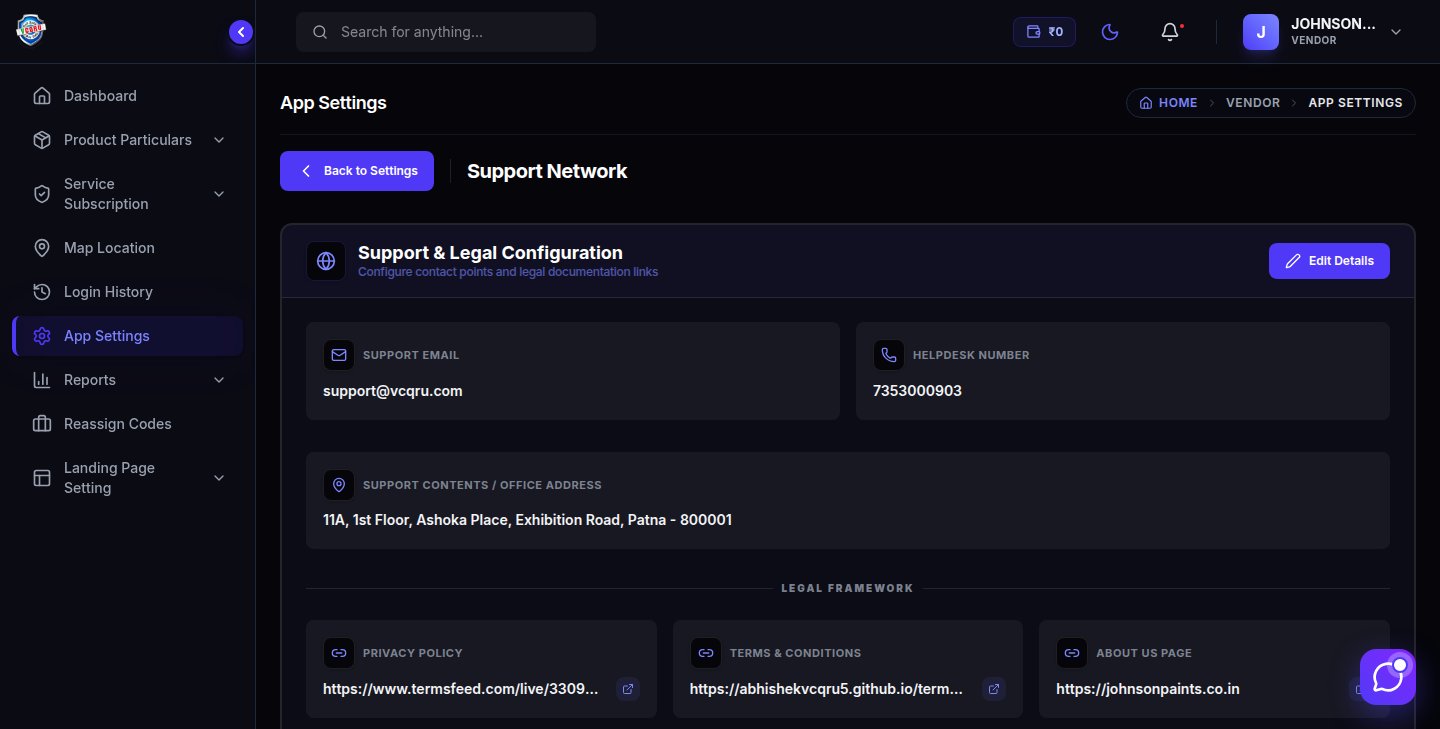 VCQRU
Search for anything...
₹0
J
JOHNSON...
VENDOR
Dashboard
Product Particulars
Service
Subscription
Map Location
Login History
App Settings
Reports
Reassign Codes
Landing Page
Setting
App Settings
HOME
VENDOR
APP SETTINGS
Back to Settings
Support Network
Support & Legal Configuration
Configure contact points and legal documentation links
Edit Details
SUPPORT EMAIL
support@vcqru.com
HELPDESK NUMBER
7353000903
SUPPORT CONTENTS / OFFICE ADDRESS
11A, 1st Floor, Ashoka Place, Exhibition Road, Patna - 800001
LEGAL FRAMEWORK
PRIVACY POLICY
https://www.termsfeed.com/live/3309...
TERMS & CONDITIONS
https://abhishekvcqru5.github.io/term...
ABOUT US PAGE
https://johnsonpaints.co.in